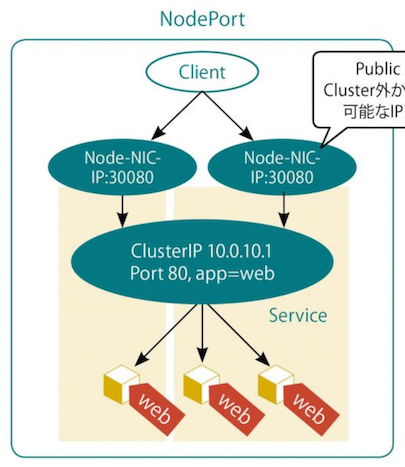 NodePort
Client
Public
Cluster外か
可能なIP
Node-NIC-
IP:30080
Node-NIC-
IP:30080
ClusterIP 10.0.10.1
Port 80, app=web
Service
web
web
web